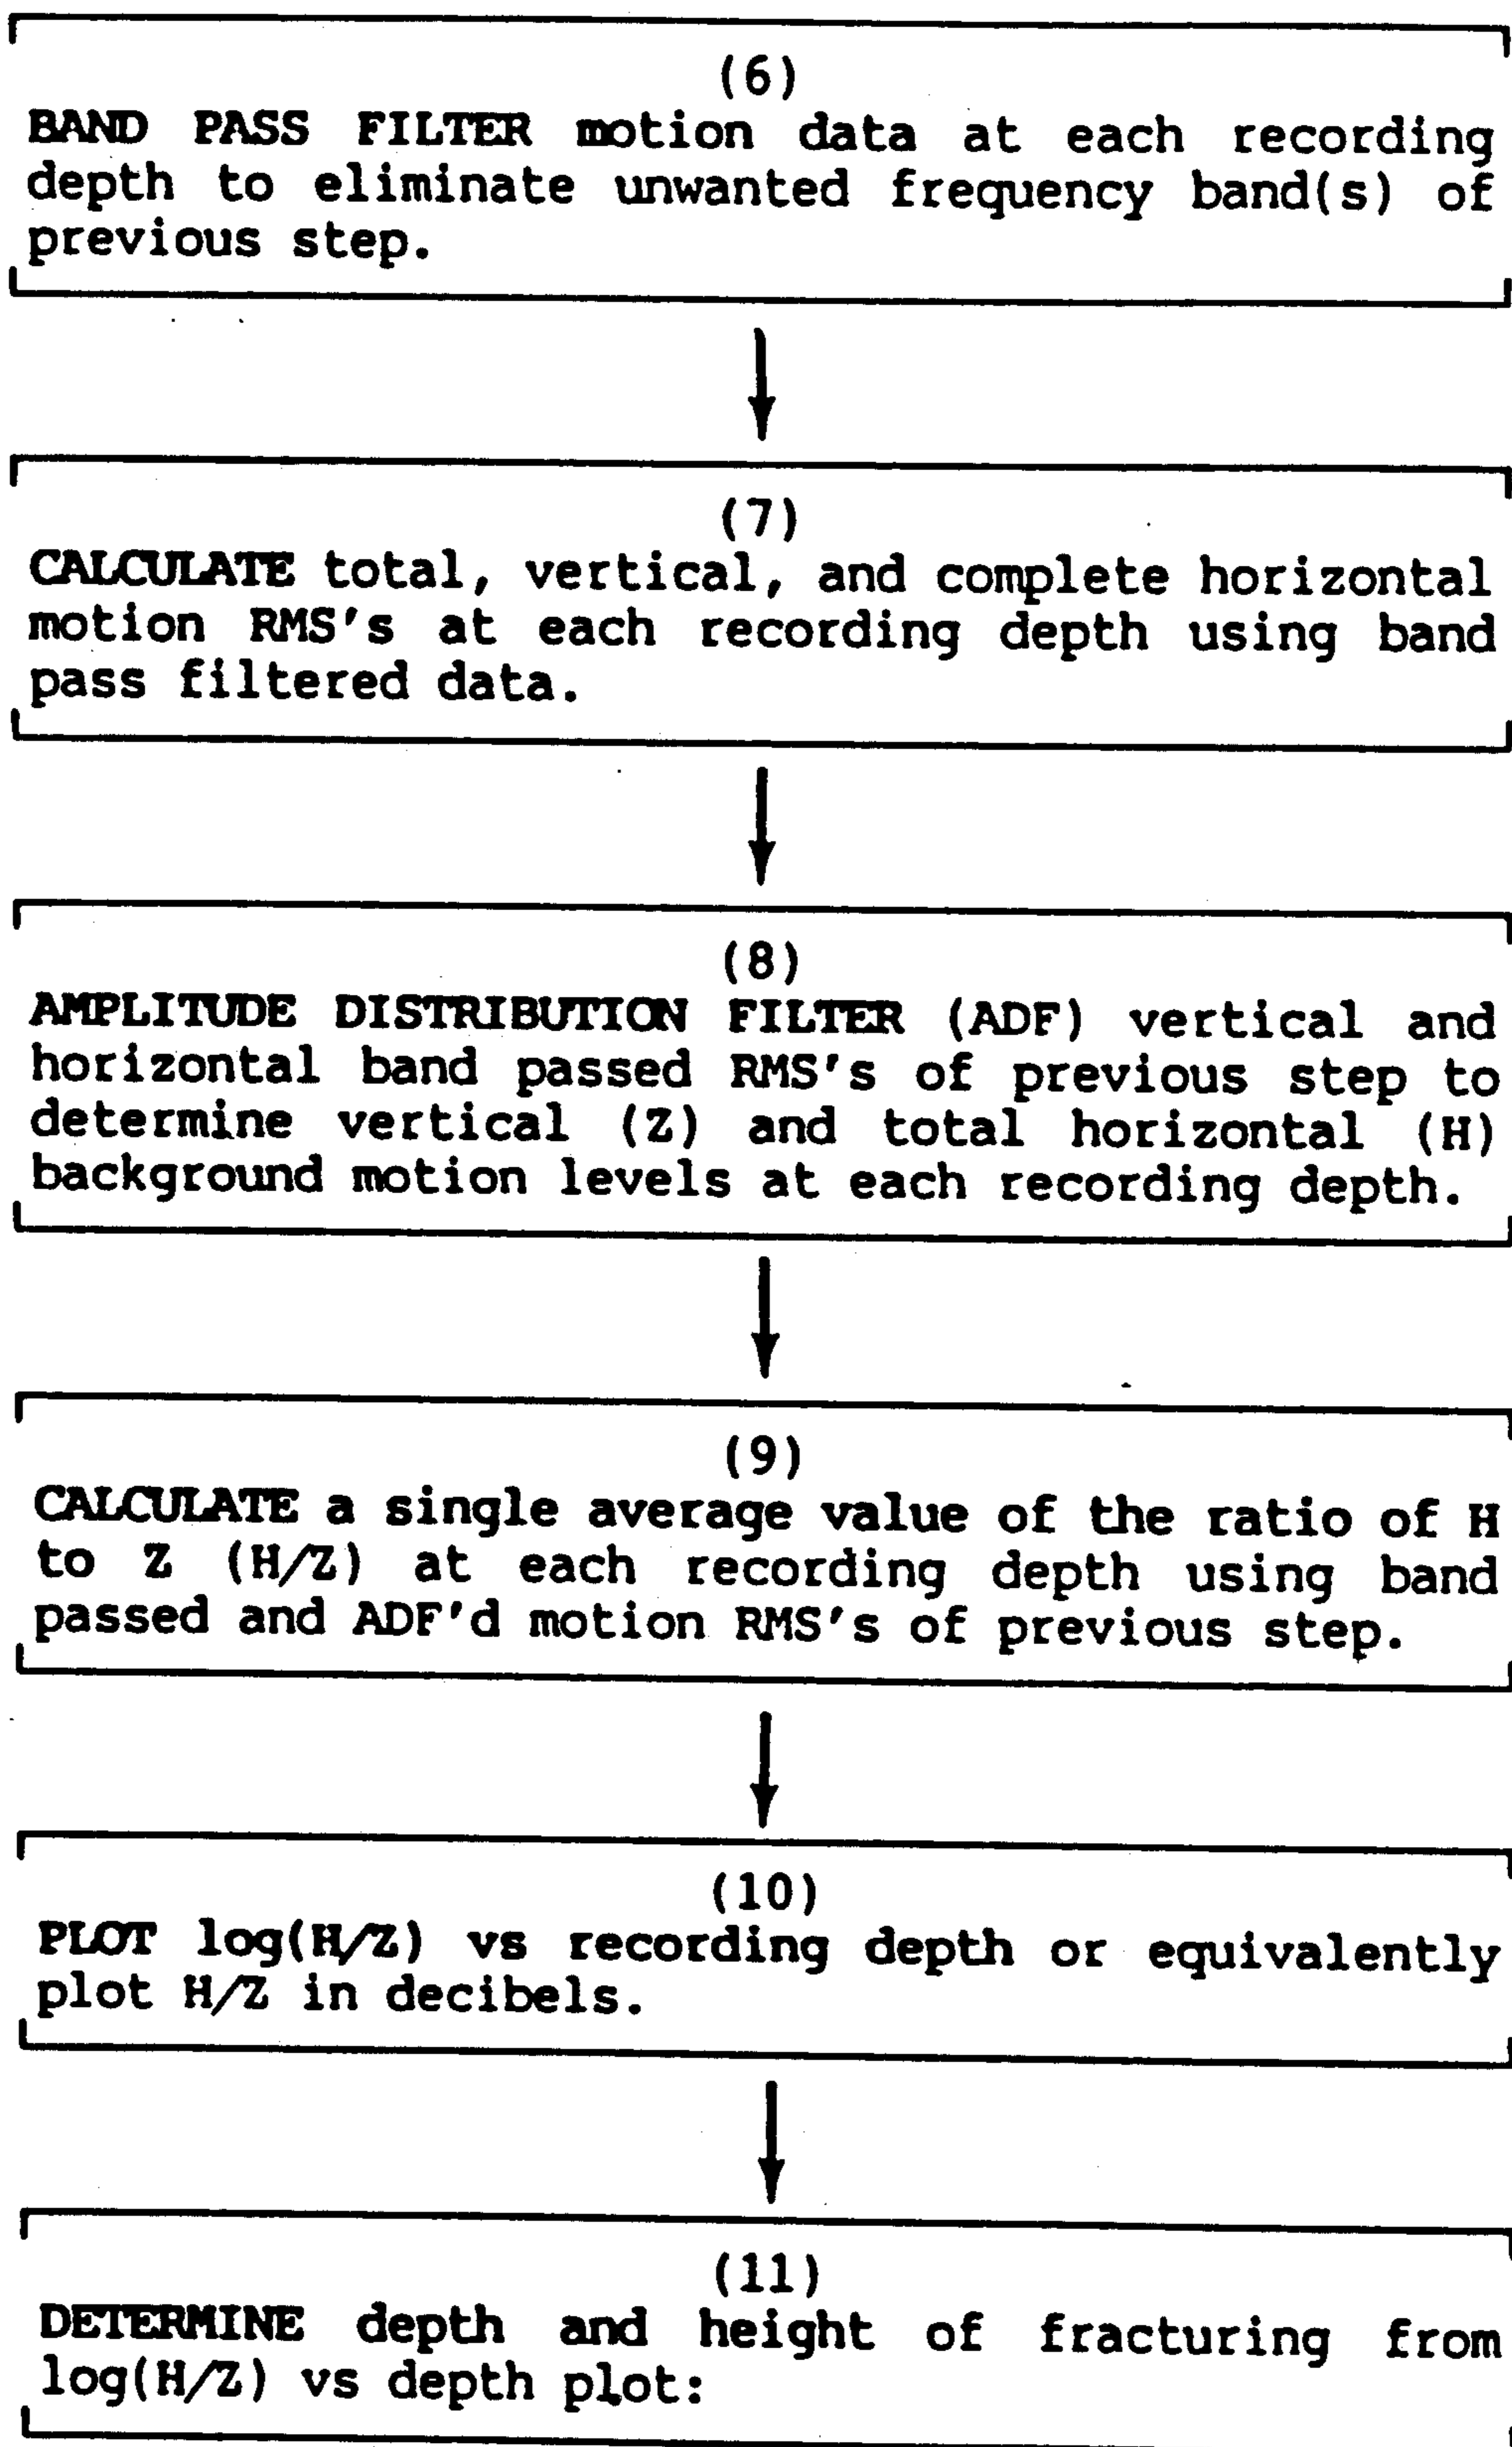 (6)
BAND PASS FILTER motion data at each recording
depth to eliminate unwanted frequency band(s) of
previous step.
(7)
CALCULATE total, vertical, and complete horizontal
motion RMS's at each recording depth using band
pass filtered data.
(8)
AMPLITUDE DISTRIBUTION FILTER (ADF) vertical and
horizontal band passed RMS's of previous step to
determine vertical (Z) and total horizontal (H)
background motion levels at each recording depth.
(9)
CALCULATE a single average value of the ratio of H
to Z (H/Z) at each recording depth using band
passed and ADF'd motion RMS's of previous step.
(10)
PLOT log(H/Z) vs recording depth or equivalently
plot H/Z in decibels.
(11)
DETERMINE depth and height of fracturing from
log(H/Z) vs depth plot: